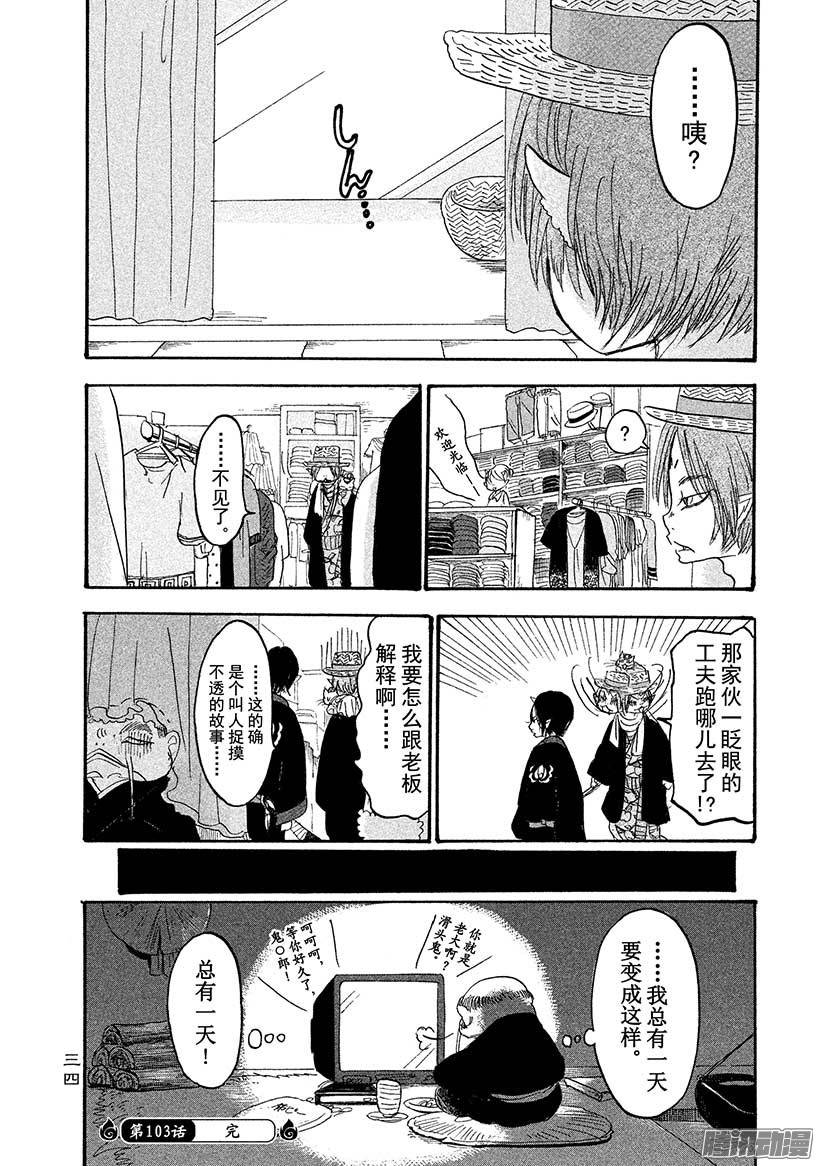 ……咦？
しん…
？
欢迎光临！
……不见了。
那家伙一眨眼的
工夫跑哪儿去了！？
我要怎么跟老板
解释啊……
……这的确
是个叫人捉摸
不透的故事……
你就是
老大啊？
滑头鬼。
呵呵呵，
等你好久了，
鬼〇郎！
……我总有一天
要变成这样。
总有一天！
三四
第103话 完
腾讯动漫